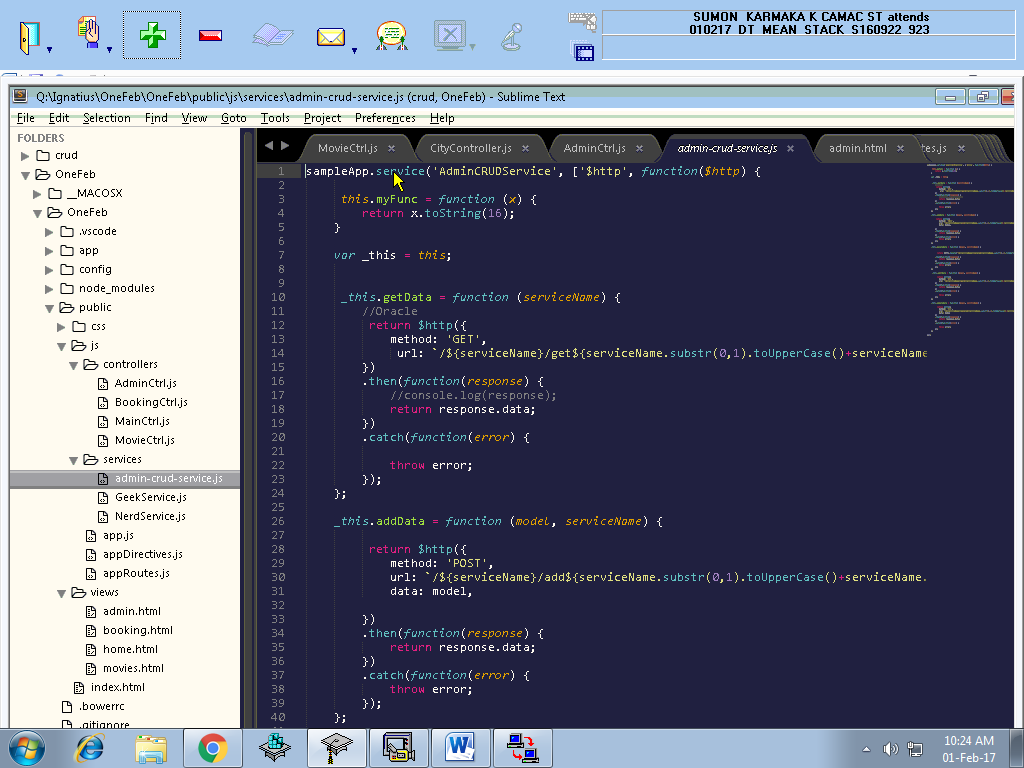 SUMON KARMAKA K CAMAC ST attends
010217 DT MEAN STACK S160922 923
Q:\Ignatius\OneFeb\OneFeb\public\js\services\admin-crud-service.js (crud, OneFeb) - Sublime Text
File Edit Selection Find View Goto Tools Project Preferences Help
FOLDERS
crud
OneFeb
__MACOSX
OneFeb
.vscode
app
config
node_modules
public
css
js
controllers
AdminCtrl.js
BookingCtrl.js
MainCtrl.js
MovieCtrl.js
services
admin-crud-service.js
GeekService.js
NerdService.js
app.js
appDirectives.js
appRoutes.js
views
admin.html
booking.html
home.html
movies.html
index.html
.bowerrc
.gitignore
MovieCtrl.js × CityController.js × AdminCtrl.js × admin-crud-service.js × admin.html × tes.js ×
1 sampleApp.service('AdminCRUDService', ['$http', function($http) {
2
3 this.myFunc = function (x) {
4 return x.toString(16);
5 }
6
7 var _this = this;
8
9
10 _this.getData = function (serviceName) {
11 //Oracle
12 return $http({
13 method: 'GET',
14 url: `/${serviceName}/get${serviceName.substr(0,1).toUpperCase()+serviceName
15 })
16 .then(function(response) {
17 //console.log(response);
18 return response.data;
19 })
20 .catch(function(error) {
21
22 throw error;
23 });
24 };
25
26 _this.addData = function (model, serviceName) {
27
28 return $http({
29 method: 'POST',
30 url: `/${serviceName}/add${serviceName.substr(0,1).toUpperCase()+serviceName.
31 data: model,
32
33 })
34 .then(function(response) {
35 return response.data;
36 })
37 .catch(function(error) {
38 throw error;
39 });
40 };
10:24 AM
01-Feb-17